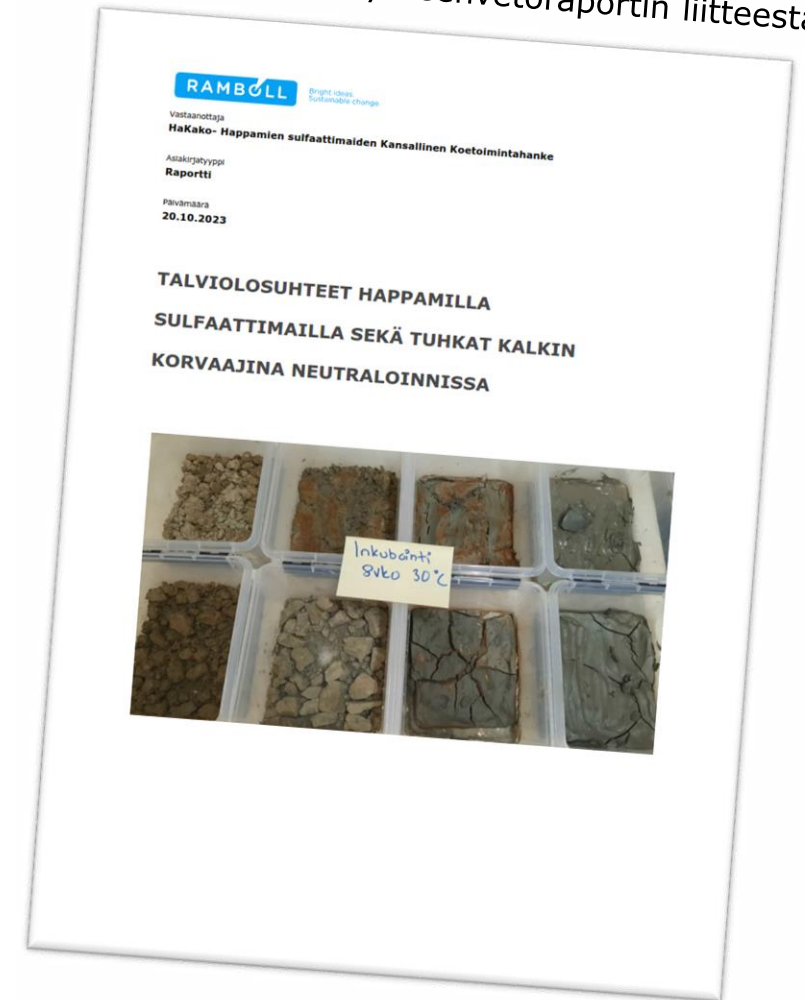 liitteestä
RAMBOLL
Bright ideas.
Sustainable change.
Vastaanottaja
HaKako- Happamien sulfaattimaiden Kansallinen Koetoimintahanke
Asiakirjatyyppi
Raportti
Päivämäärä
20.10.2023
TALVIOLOSUHTEET HAPPAMILLA
SULFAATTIMAILLA SEKÄ TUHKAT KALKIN
KORVAAJINA NEUTRALOINNISSA
Inkubointi
8vko 30°C